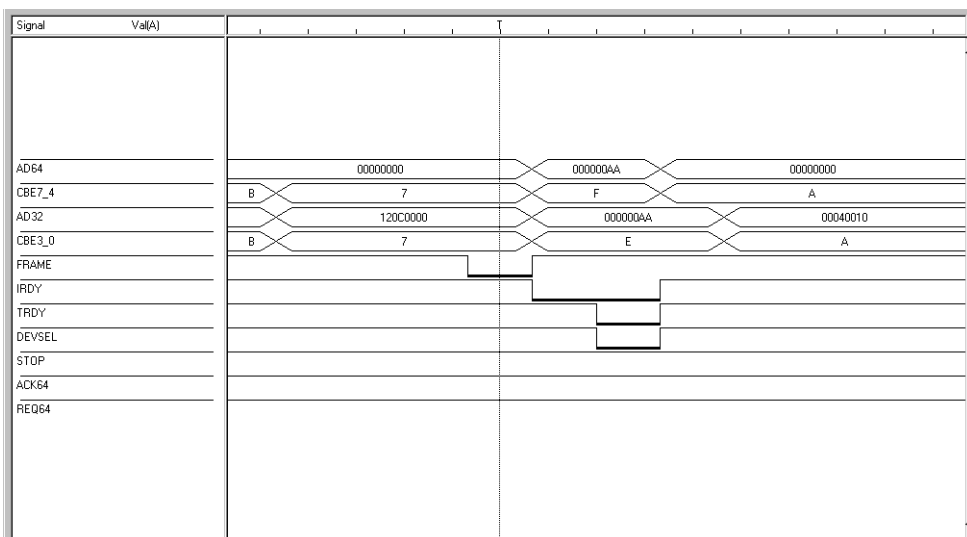 Signal Val(A) T
AD64 00000000 000000AA 00000000
CBE7_4 B 7 F A
AD32 120C0000 000000AA 00040010
CBE3_0 B 7 E A
FRAME
IRDY
TRDY
DEVSEL
STOP
ACK64
REQ64